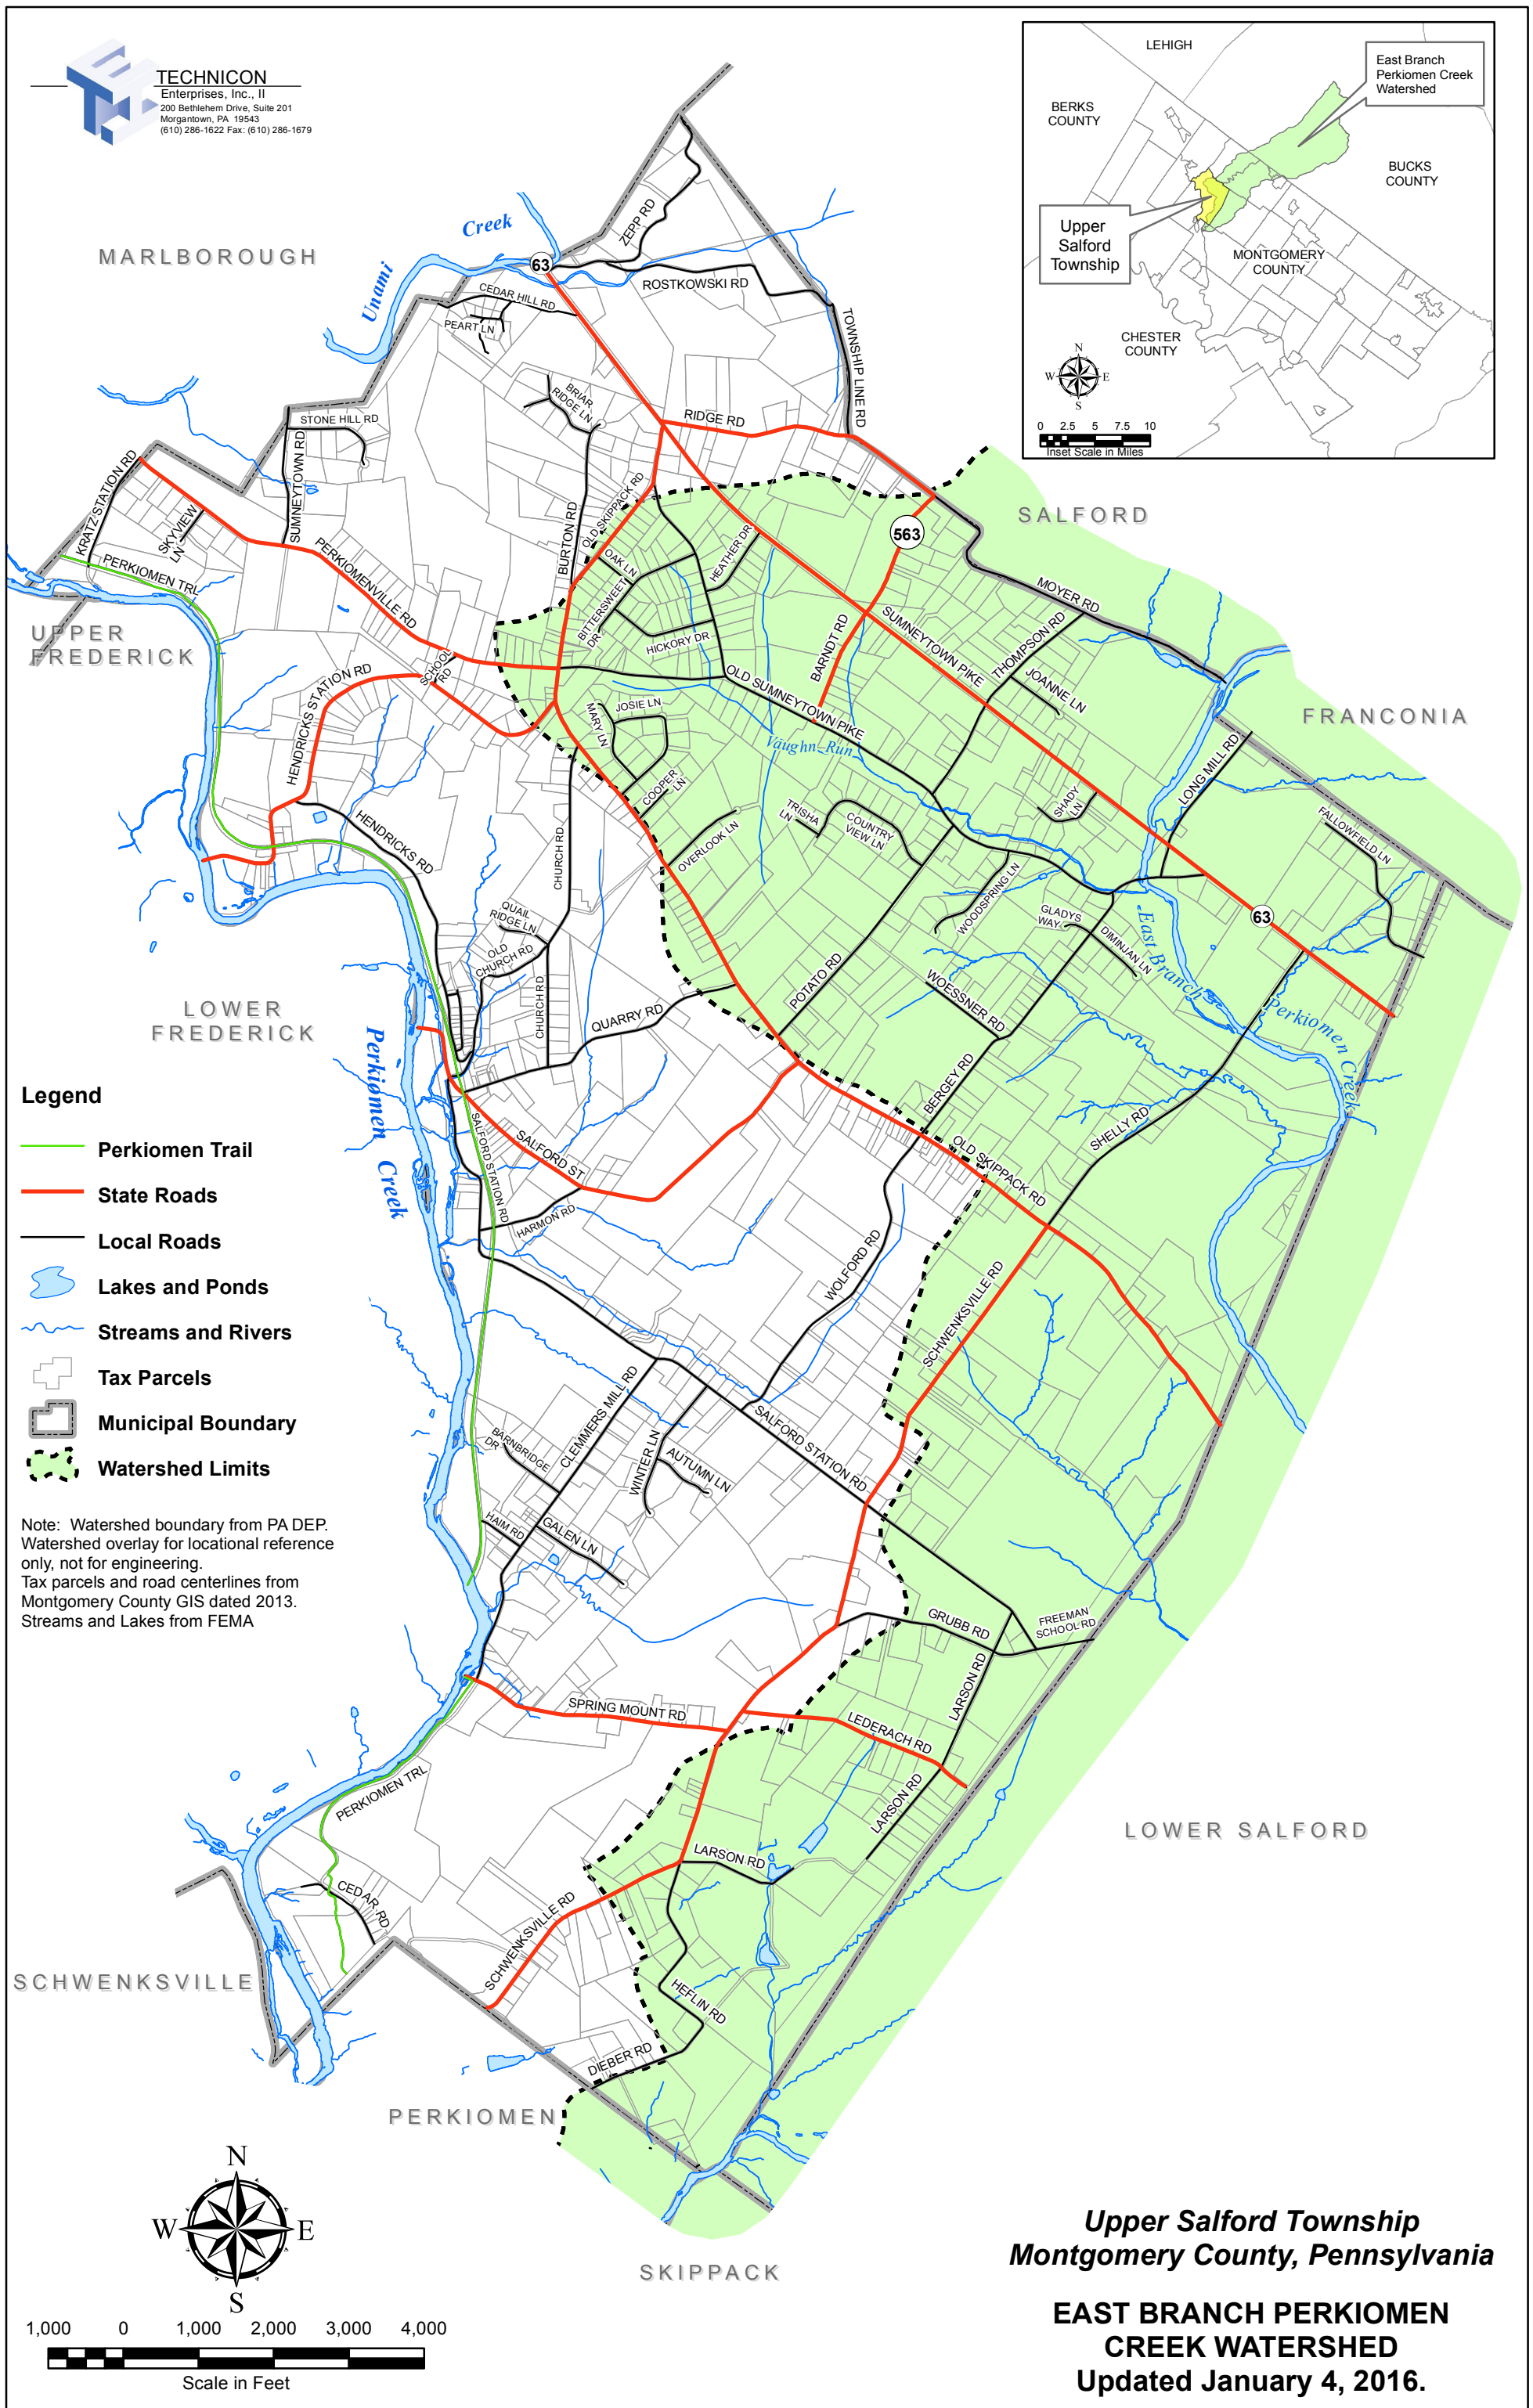 TECHNICON
Enterprises, Inc., II
200 Bethlehem Drive, Suite 201
Morgantown, PA 19543
(610) 286-1622 Fax: (610) 286-1679
LEHIGH
East Branch
Perkiomen Creek
Watershed
BERKS
COUNTY
BUCKS
COUNTY
Upper
Salford
Township
MONTGOMERY
COUNTY
CHESTER
COUNTY
N
W
E
S
0 2.5 5 7.5 10
Inset Scale in Miles
MARLBOROUGH
Creek
Unami
ZEPP RD
63
ROSTKOWSKI RD
CEDAR HILL RD
PEART LN
TOWNSHIP LINE RD
BRIAR
RIDGE LN
RIDGE RD
STONE HILL RD
SUMNEYTOWN RD
KRATZ STATION RD
SKYVIEW
LN
PERKIOMEN TRL
PERKIOMENVILLE RD
BURTON RD
OLD SKIPPACK RD
OAK LN
HEATHER DR
BITTERSWEET
DR
HICKORY DR
563
SALFORD
MOYER RD
BARNDT RD
SUMNEYTOWN PIKE
THOMPSON RD
JOANNE LN
UPPER
FREDERICK
SCHOOL
RD
HENDRICKS STATION RD
OLD SUMNEYTOWN PIKE
MARY LN
JOSIE LN
Vaughn Run
FRANCONIA
LONG MILL RD
COOPER
LN
SHADY
LN
TRISHA
LN
COUNTRY
VIEW LN
HENDRICKS RD
CHURCH RD
OVERLOOK LN
FALLOWFIELD LN
WOODSPRING LN
GLADYS
WAY
DIMINJAN LN
63
QUAIL
RIDGE LN
OLD
CHURCH RD
East Branch
Perkiomen Creek
POTATO RD
WOESSNER RD
CHURCH RD
QUARRY RD
LOWER
FREDERICK
Perkiomen
Creek
BERGEY RD
SHELLY RD
OLD SKIPPACK RD
SALFORD STATION RD
SALFORD ST
HARMON RD
WOLFORD RD
SCHWENKSVILLE RD
Legend
Perkiomen Trail
State Roads
Local Roads
Lakes and Ponds
Streams and Rivers
Tax Parcels
Municipal Boundary
Watershed Limits
Note: Watershed boundary from PA DEP.
Watershed overlay for locational reference
only, not for engineering.
Tax parcels and road centerlines from
Montgomery County GIS dated 2013.
Streams and Lakes from FEMA
CLEMMERS MILL RD
BARNBRIDGE
DR
WINTER LN
AUTUMN LN
SALFORD STATION RD
HAIM RD
GALEN LN
GRUBB RD
FREEMAN
SCHOOL RD
LARSON RD
SPRING MOUNT RD
LEDERACH RD
LARSON RD
PERKIOMEN TRL
LOWER SALFORD
LARSON RD
CEDAR RD
SCHWENKSVILLE RD
SCHWENKSVILLE
HEFLIN RD
DIEBER RD
PERKIOMEN
SKIPPACK
N
W
E
S
1,000 0 1,000 2,000 3,000 4,000
Scale in Feet
Upper Salford Township
Montgomery County, Pennsylvania
EAST BRANCH PERKIOMEN
CREEK WATERSHED
Updated January 4, 2016.